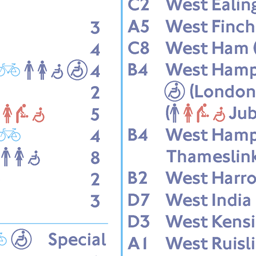 3
4
4
2
5
4
8
2
3
Special
C2 West Ealing
A5 West Finch
C8 West Ham (
B4 West Hamp
(London
( Jub
B4 West Hamp
Thameslink
B2 West Harro
D7 West India
D3 West Kensi
A1 West Ruisli